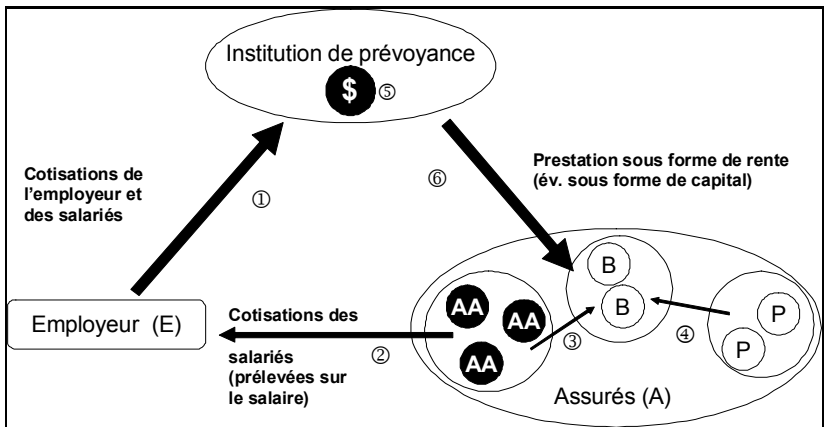 Institution de prévoyance
$ ⑤
Cotisations de
l'employeur et
des salariés
①
⑥
Prestation sous forme de rente
(év. sous forme de capital)
Employeur (E)
Cotisations des
salariés
(prélevées sur
le salaire)
②
AA
AA
AA
③
B
B
④
P
P
Assurés (A)